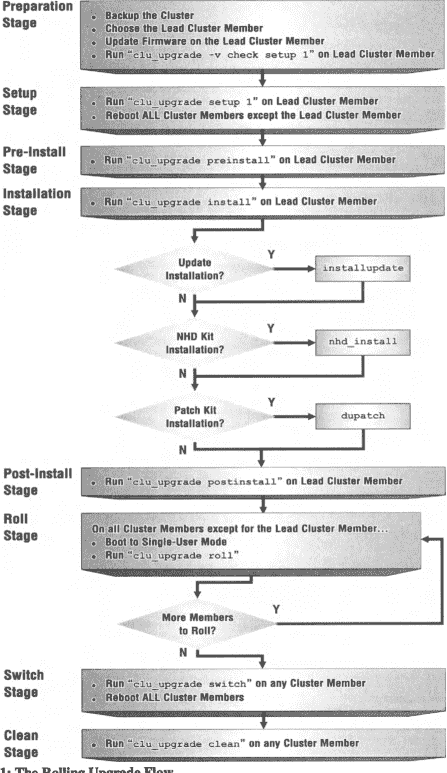 Preparation
Stage
• Backup the Cluster
• Choose the Lead Cluster Member
• Update Firmware on the Lead Cluster Member
• Run "clu_upgrade -v check setup 1" on Lead Cluster Member
Setup
Stage
• Run "clu_upgrade setup 1" on Lead Cluster Member
• Reboot ALL Cluster Members except the Lead Cluster Member
Pre-Install
Stage
• Run "clu_upgrade preinstall" on Lead Cluster Member
Installation
Stage
• Run "clu_upgrade install" on Lead Cluster Member
Update
Installation?
Y
installupdate
N
NHD Kit
Installation?
Y
nhd_install
N
Patch Kit
Installation?
Y
dupatch
N
Post-Install
Stage
• Run "clu_upgrade postinstall" on Lead Cluster Member
Roll
Stage
On all Cluster Members except for the Lead Cluster Member...
• Boot to Single-User Mode
• Run "clu_upgrade roll"
More Members
to Roll?
Y
N
Switch
Stage
• Run "clu_upgrade switch" on any Cluster Member
• Reboot ALL Cluster Members
Clean
Stage
• Run "clu_upgrade clean" on any Cluster Member
1: The Rolling Upgrade Flow